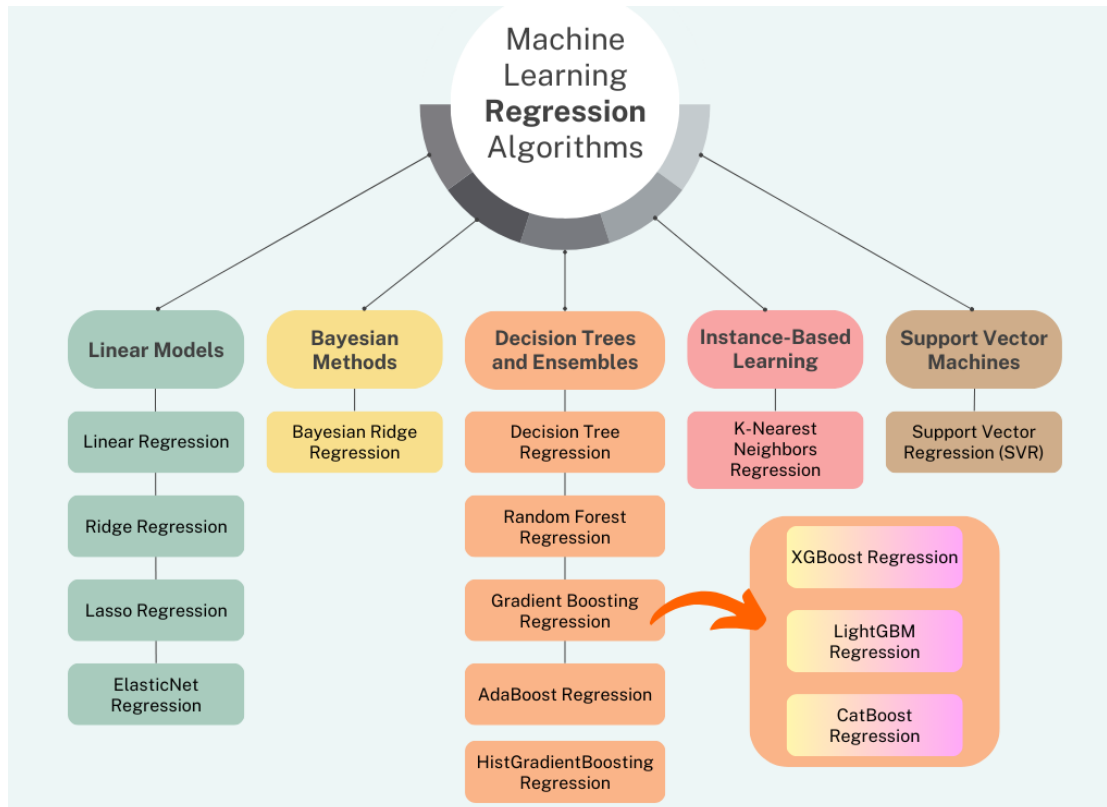 Machine
Learning
Regression
Algorithms
Linear Models
Linear Regression
Ridge Regression
Lasso Regression
ElasticNet
Regression
Bayesian
Methods
Bayesian Ridge
Regression
Decision Trees
and Ensembles
Decision Tree
Regression
Random Forest
Regression
Gradient Boosting
Regression
AdaBoost Regression
HistGradientBoosting
Regression
XGBoost Regression
LightGBM
Regression
CatBoost
Regression
Instance-Based
Learning
K-Nearest
Neighbors
Regression
Support Vector
Machines
Support Vector
Regression (SVR)